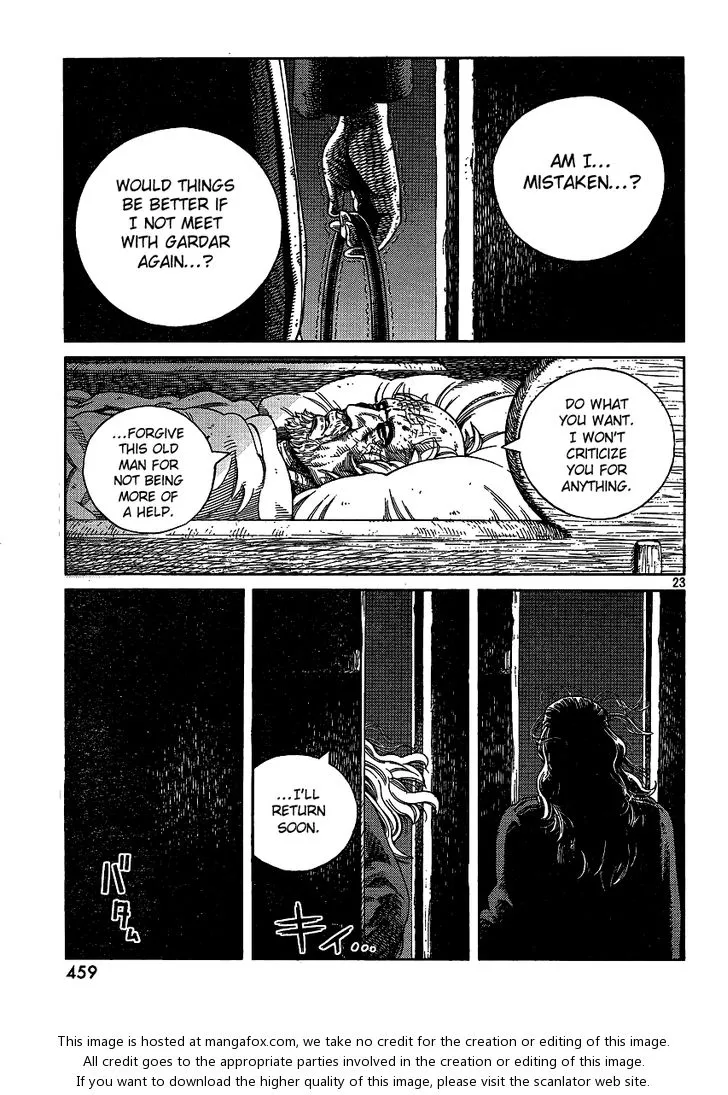 AM I...
MISTAKEN...?
WOULD THINGS
BE BETTER IF
I NOT MEET
WITH GARDAR
AGAIN...?
DO WHAT
YOU WANT.
I WON'T
CRITICIZE
YOU FOR
ANYTHING.
...FORGIVE
THIS OLD
MAN FOR
NOT BEING
MORE OF
A HELP.
23
...I'LL
RETURN
SOON.
キィ...
バタム
459
This image is hosted at mangafox.com, we take no credit for the creation or editing of this image.
All credit goes to the appropriate parties involved in the creation or editing of this image.
If you want to download the higher quality of this image, please visit the scanlator web site.